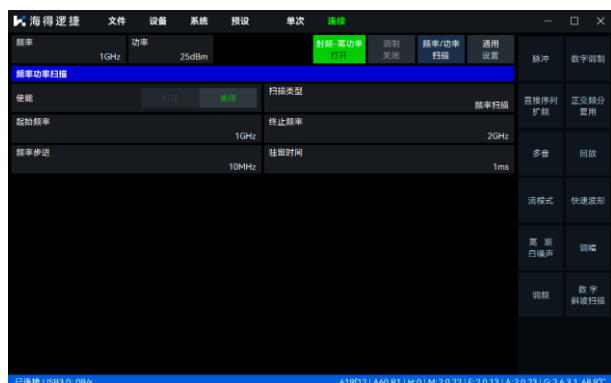 海得逻捷 文件 设备 系统 预设 单次 连续
频率 1GHz 功率 25dBm 射频-高功率 打开 调制 关闭 频率/功率 扫描 通用 设置
频率功率扫描
使能 打开 关闭 扫描类型 频率扫描
起始频率 1GHz 终止频率 2GHz
频率步进 10MHz 驻留时间 1ms
脉冲 数字调制
直接序列 扩频 正交频分 复用
多音 回放
流模式 快速波形
高斯 白噪声 调幅
调频 数字 斜坡扫描
已连接 | USB3.0: 0B/s